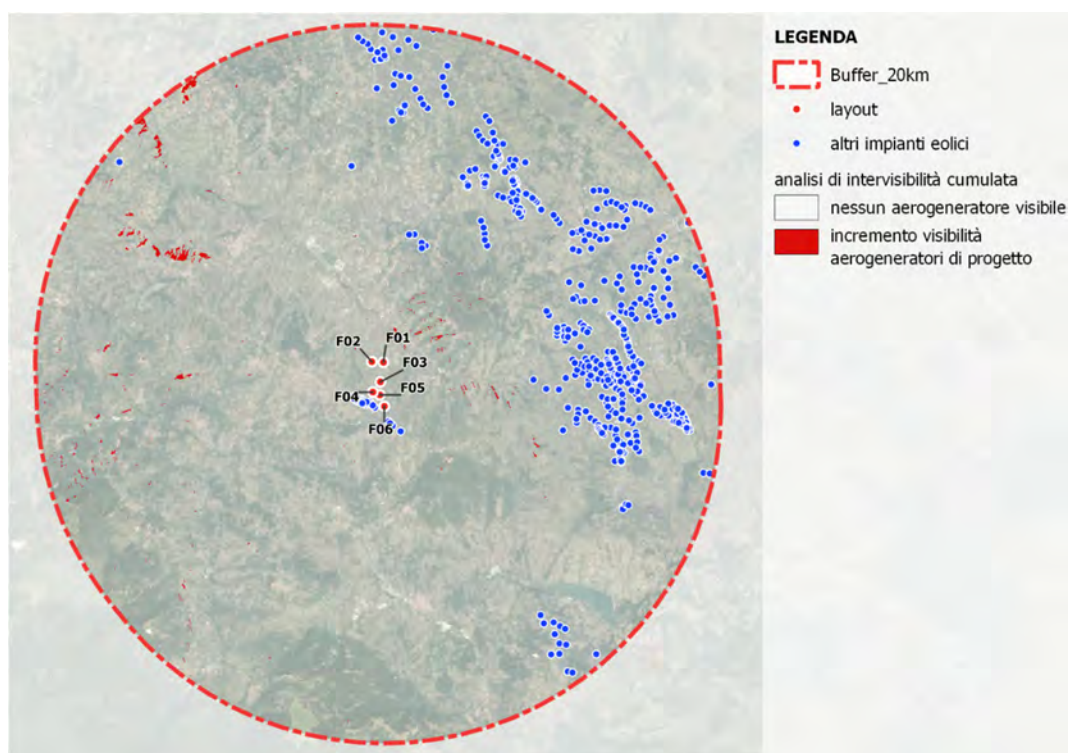 LEGENDA
Buffer_20km
layout
altri impianti eolici
analisi di intervisibilità cumulata
nessun aerogeneratore visibile
incremento visibilità
aerogeneratori di progetto
F02
F01
F03
F04
F05
F06